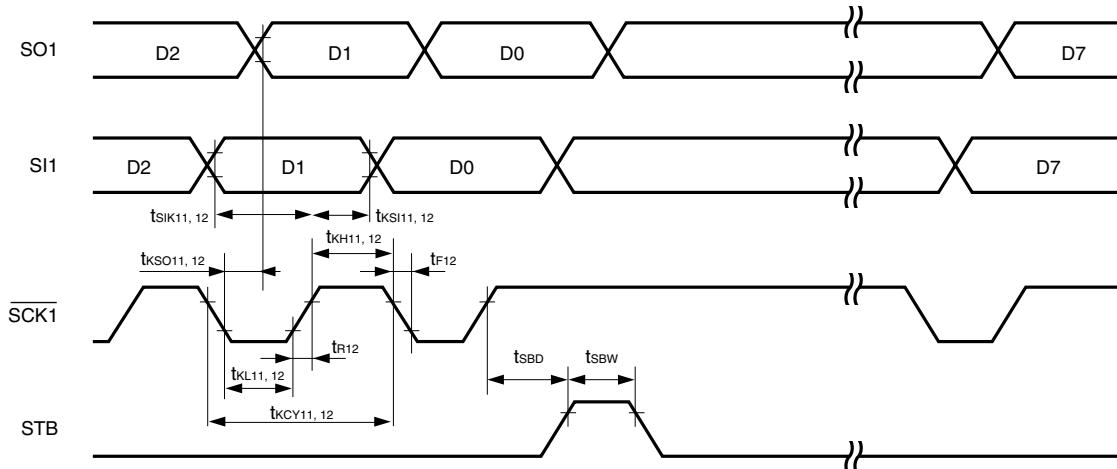 SO1 D2 D1 D0 D7
SI1 D2 D1 D0 D7
tSIK11, 12 tKSI11, 12
tKH11, 12
tKSO11, 12 tF12
SCK1
tR12 tSBD tSBW
tKL11, 12
tKCY11, 12
STB